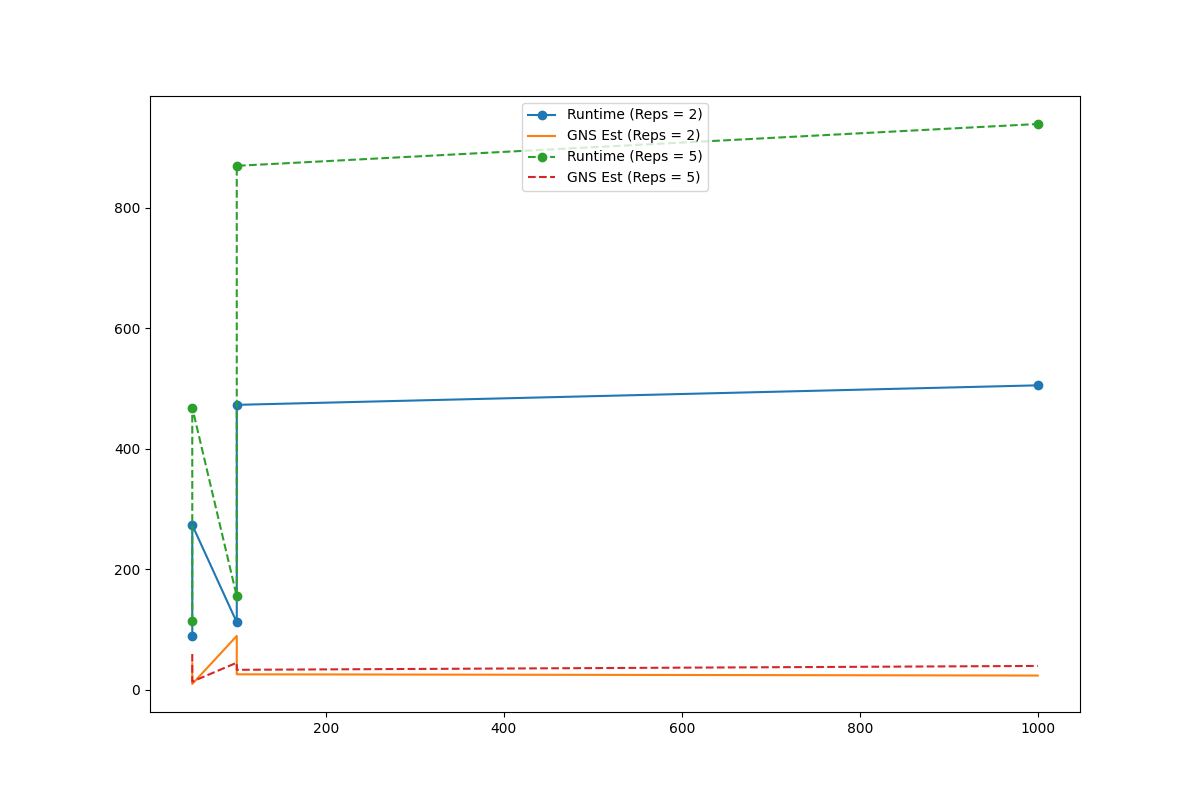 Runtime (Reps = 2)
GNS Est (Reps = 2)
Runtime (Reps = 5)
GNS Est (Reps = 5)
800
600
400
200
0
200
400
600
800
1000